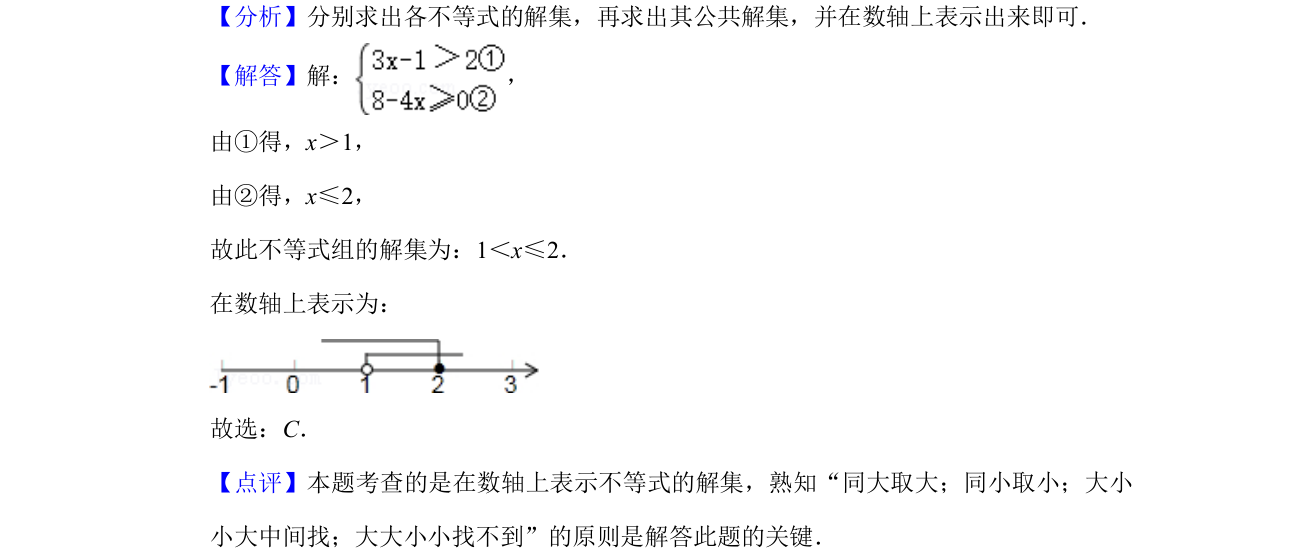 【分析】分别求出各不等式的解集，再求出其公共解集，并在数轴上表示出来即可．
【解答】解：{3x-1＞2①
8-4x≥0②，
由①得，x＞1，
由②得，x≤2，
故此不等式组的解集为：1＜x≤2．
在数轴上表示为：
-1 0 1 2 3
故选：C．
【点评】本题考查的是在数轴上表示不等式的解集，熟知“同大取大；同小取小；大小
小大中间找；大大小小找不到”的原则是解答此题的关键．